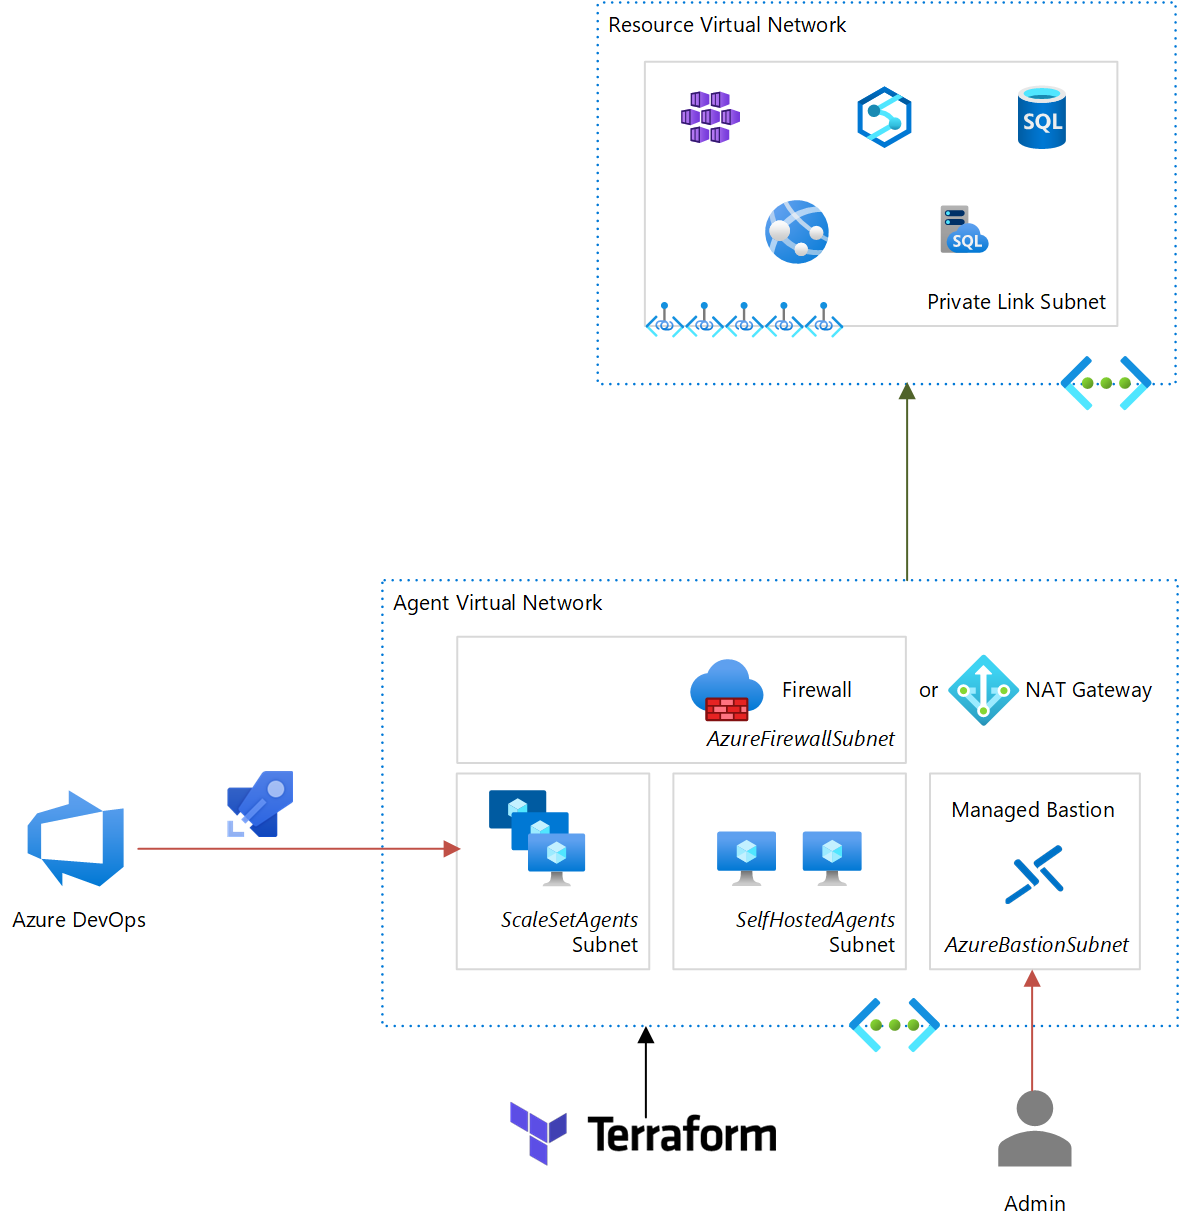 Resource Virtual Network
SQL
SQL
Private Link Subnet
Agent Virtual Network
Firewall
or
NAT Gateway
AzureFirewallSubnet
Managed Bastion
Azure DevOps
ScaleSetAgents
Subnet
SelfHostedAgents
Subnet
AzureBastionSubnet
Terraform
Admin